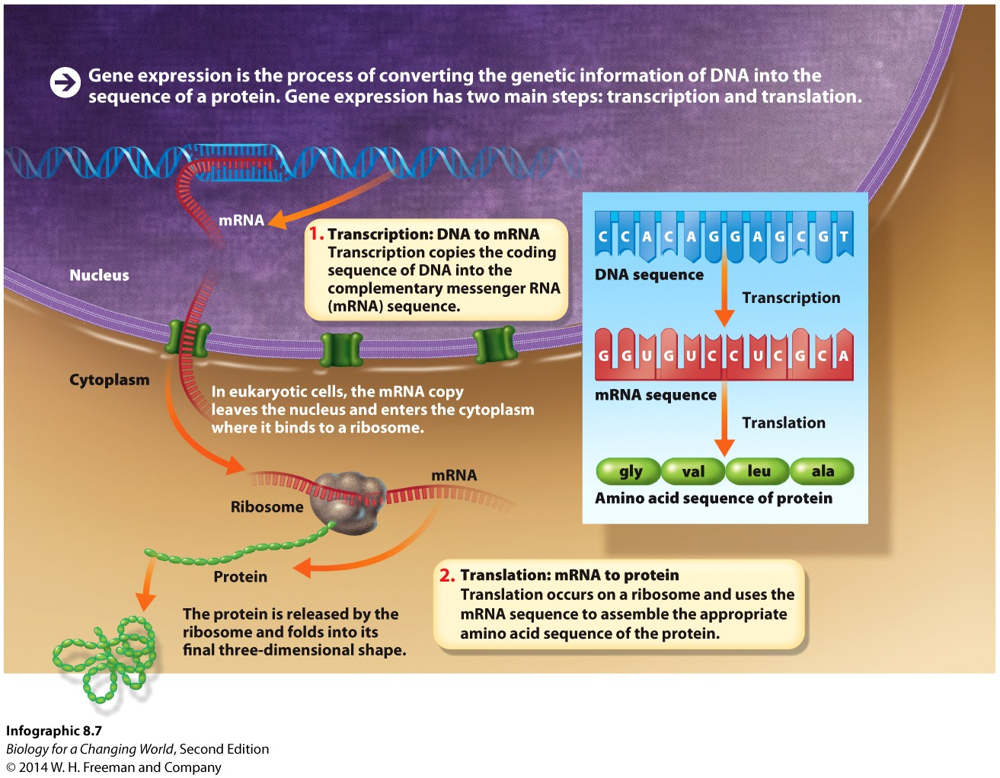 Gene expression is the process of converting the genetic information of DNA into the
sequence of a protein. Gene expression has two main steps: transcription and translation.
mRNA
1. Transcription: DNA to mRNA
Transcription copies the coding
sequence of DNA into the
complementary messenger RNA
(mRNA) sequence.
Nucleus
Cytoplasm
In eukaryotic cells, the mRNA copy
leaves the nucleus and enters the cytoplasm
where it binds to a ribosome.
C C A C A G G A G C G T
DNA sequence
Transcription
G G U G U C C U C G C A
mRNA sequence
Translation
gly val leu ala
Amino acid sequence of protein
mRNA
Ribosome
Protein
2. Translation: mRNA to protein
Translation occurs on a ribosome and uses the
mRNA sequence to assemble the appropriate
amino acid sequence of the protein.
The protein is released by the
ribosome and folds into its
final three-dimensional shape.
Infographic 8.7
Biology for a Changing World, Second Edition
© 2014 W. H. Freeman and Company